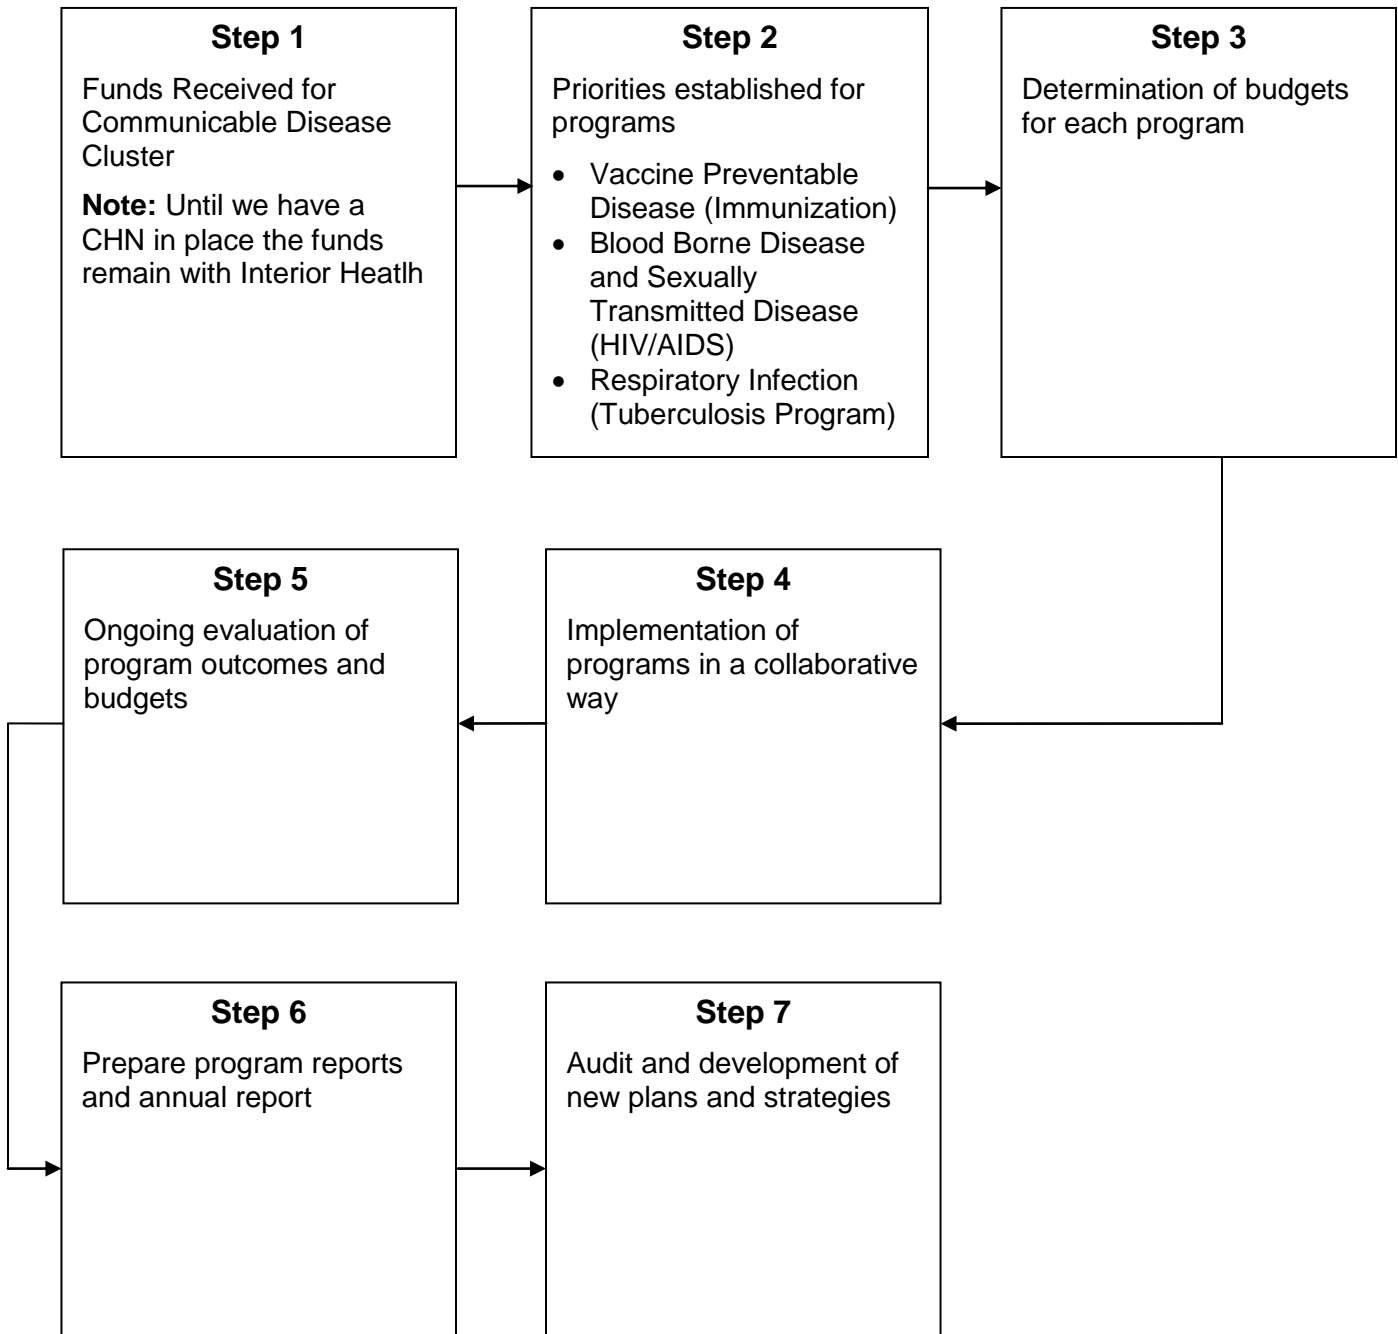 Step 1
Funds Received for
Communicable Disease
Cluster
Note: Until we have a
CHN in place the funds
remain with Interior Heatlh
Step 2
Priorities established for
programs
• Vaccine Preventable
Disease (Immunization)
• Blood Borne Disease
and Sexually
Transmitted Disease
(HIV/AIDS)
• Respiratory Infection
(Tuberculosis Program)
Step 3
Determination of budgets
for each program
Step 4
Implementation of
programs in a collaborative
way
Step 5
Ongoing evaluation of
program outcomes and
budgets
Step 6
Prepare program reports
and annual report
Step 7
Audit and development of
new plans and strategies